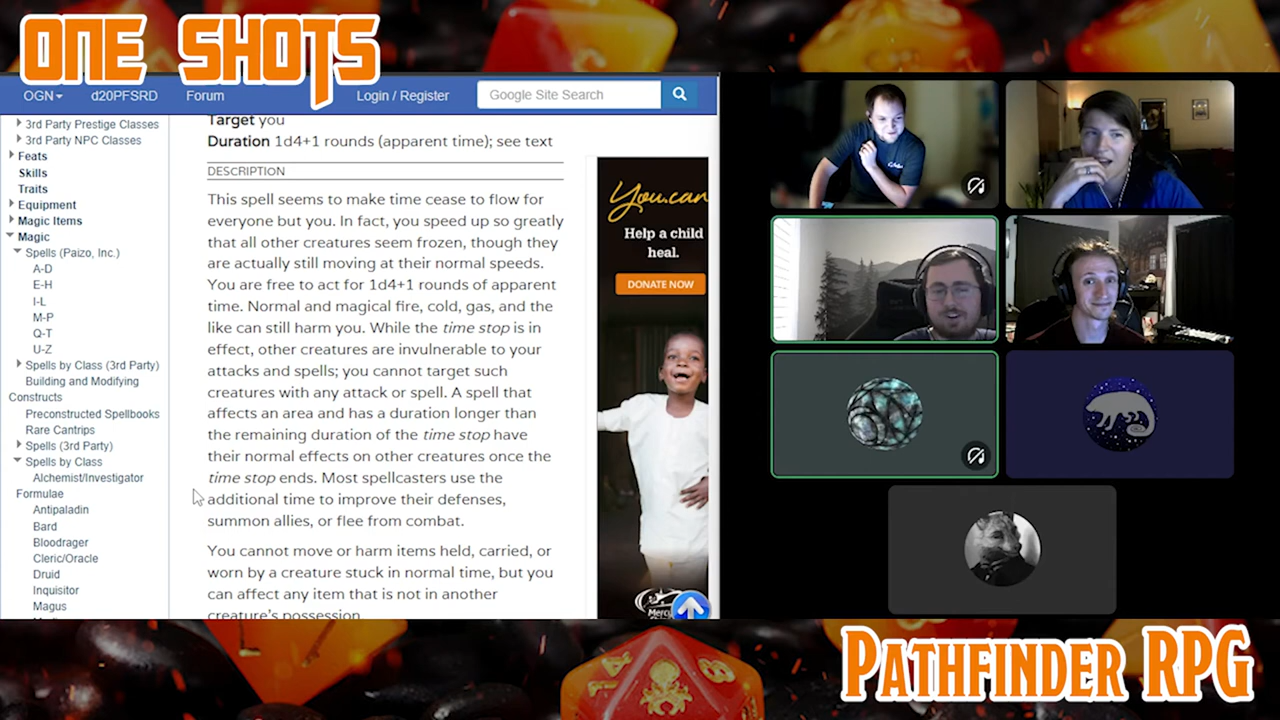 ONE SHOTS
OGN
d20PFSRD
Forum
Login / Register
Google Site Search
3rd Party Prestige Classes
3rd Party NPC Classes
Feats
Skills
Traits
Equipment
Magic Items
Magic
Spells (Paizo, Inc.)
A-D
E-H
I-L
M-P
Q-T
U-Z
Spells by Class (3rd Party)
Building and Modifying
Constructs
Preconstructed Spellbooks
Rare Cantrips
Spells (3rd Party)
Spells by Class
Alchemist/Investigator
Formulae
Antipaladin
Bard
Bloodrager
Cleric/Oracle
Druid
Inquisitor
Magus
Target you
Duration 1d4+1 rounds (apparent time); see text
DESCRIPTION
This spell seems to make time cease to flow for
everyone but you. In fact, you speed up so greatly
that all other creatures seem frozen, though they
are actually still moving at their normal speeds.
You are free to act for 1d4+1 rounds of apparent
time. Normal and magical fire, cold, gas, and the
like can still harm you. While the time stop is in
effect, other creatures are invulnerable to your
attacks and spells; you cannot target such
creatures with any attack or spell. A spell that
affects an area and has a duration longer than
the remaining duration of the time stop have
their normal effects on other creatures once the
time stop ends. Most spellcasters use the
additional time to improve their defenses,
summon allies, or flee from combat.
You cannot move or harm items held, carried, or
worn by a creature stuck in normal time, but you
can affect any item that is not in another
creature's possession.
You can
Help a child
heal.
DONATE NOW
Merc
PATHFINDER RPG